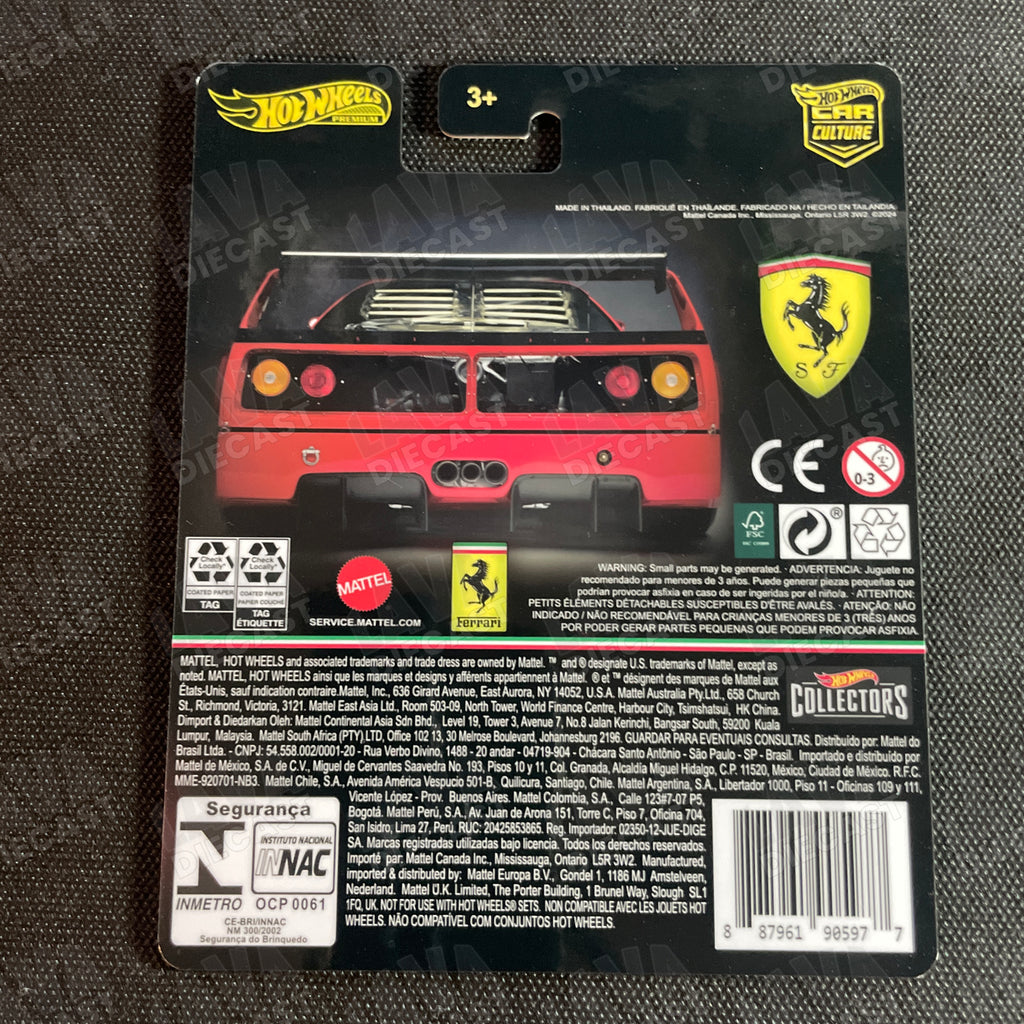 HOT WHEELS
PREMIUM
3+
HOT WHEELS
CAR
CULTURE
MADE IN THAILAND. FABRIQUÉ EN THAÏLANDE. FABRICADO NA / HECHO EN TAILANDIA.
Mattel Canada Inc., Mississauga, Ontario L5R 3W2. ©2024
S F
CE
0-3
FSC
®
Check Locally*
COATED PAPER
TAG
Check Locally*
COATED PAPER
PAPIER COUCHÉ
TAG
ÉTIQUETTE
MATTEL
SERVICE.MATTEL.COM
Ferrari
WARNING: Small parts may be generated. · ADVERTENCIA: Juguete no
recomendado para menores de 3 años. Puede generar piezas pequeñas que
podrían provocar asfixia en caso de ser ingeridas por el niño/a. · ATTENTION:
PETITS ÉLÉMENTS DÉTACHABLES SUSCEPTIBLES D'ÊTRE AVALÉS. · ATENÇÃO: NÃO
INDICADO / NÃO RECOMENDÁVEL PARA CRIANÇAS MENORES DE 3 (TRÊS) ANOS
POR PODER GERAR PARTES PEQUENAS QUE PODEM PROVOCAR ASFIXIA.
MATTEL, HOT WHEELS and associated trademarks and trade dress are owned by Mattel. ™ and ® designate U.S. trademarks of Mattel, except as
noted. MATTEL, HOT WHEELS ainsi que les marques et designs y afférents appartiennent à Mattel. ® et ™ désignent des marques de Mattel aux
États-Unis, sauf indication contraire.Mattel, Inc., 636 Girard Avenue, East Aurora, NY 14052, U.S.A. Mattel Australia Pty.Ltd., 658 Church
St., Richmond, Victoria, 3121. Mattel East Asia Ltd., Room 503-09, North Tower, World Finance Centre, Harbour City, Tsimshatsui, HK China.
Dimport & Diedarkan Oleh: Mattel Continental Asia Sdn Bhd., Level 19, Tower 3, Avenue 7, No.8 Jalan Kerinchi, Bangsar South, 59200 Kuala
Lumpur, Malaysia. Mattel South Africa (PTY) LTD, Office 102 13, 30 Melrose Boulevard, Johannesburg 2196. GUARDAR PARA EVENTUAIS CONSULTAS. Distribuído por: Mattel do
Brasil Ltda. - CNPJ: 54.558.002/0001-20 - Rua Verbo Divino, 1488 - 20 andar - 04719-904 - Chácara Santo Antônio - São Paulo - SP - Brasil. Importado e distribuido por
Mattel de México, S.A. de C.V., Miguel de Cervantes Saavedra No. 193, Pisos 10 y 11, Col. Granada, Alcaldía Miguel Hidalgo, C.P. 11520, México, Ciudad de México. R.F.C.
MME-920701-NB3. Mattel Chile, S.A., Avenida América Vespucio 501-B, Quilicura, Santiago, Chile. Mattel Argentina, S.A., Libertador 1000, Piso 11 - Oficinas 109 y 111,
Vicente López - Prov. Buenos Aires. Mattel Colombia, S.A., Calle 123#7-07 P5,
Bogotá. Mattel Perú, S.A., Av. Juan de Arona 151, Torre C, Piso 7, Oficina 704,
San Isidro, Lima 27, Perú. RUC: 20425853865. Reg. Importador: 02350-12-JUE-DIGE
SA. Marcas registradas utilizadas bajo licencia. Todos los derechos reservados.
Importé par: Mattel Canada Inc., Mississauga, Ontario L5R 3W2. Manufactured,
imported & distributed by: Mattel Europa B.V., Gondel 1, 1186 MJ Amstelveen,
Nederland. Mattel U.K. Limited, The Porter Building, 1 Brunel Way, Slough SL1
1FQ, UK. NOT FOR USE WITH HOT WHEELS® SETS. NON COMPATIBLE AVEC LES JOUETS HOT
WHEELS. NÃO COMPATÍVEL COM CONJUNTOS HOT WHEELS.
HOT WHEELS
COLLECTORS
Segurança
INMETRO
INSTITUTO NACIONAL
INNAC
OCP 0061
CE-BRI/INNAC
NM 300/2002
Segurança do Brinquedo
8 87961 90597 7
LAVA
DIECAST